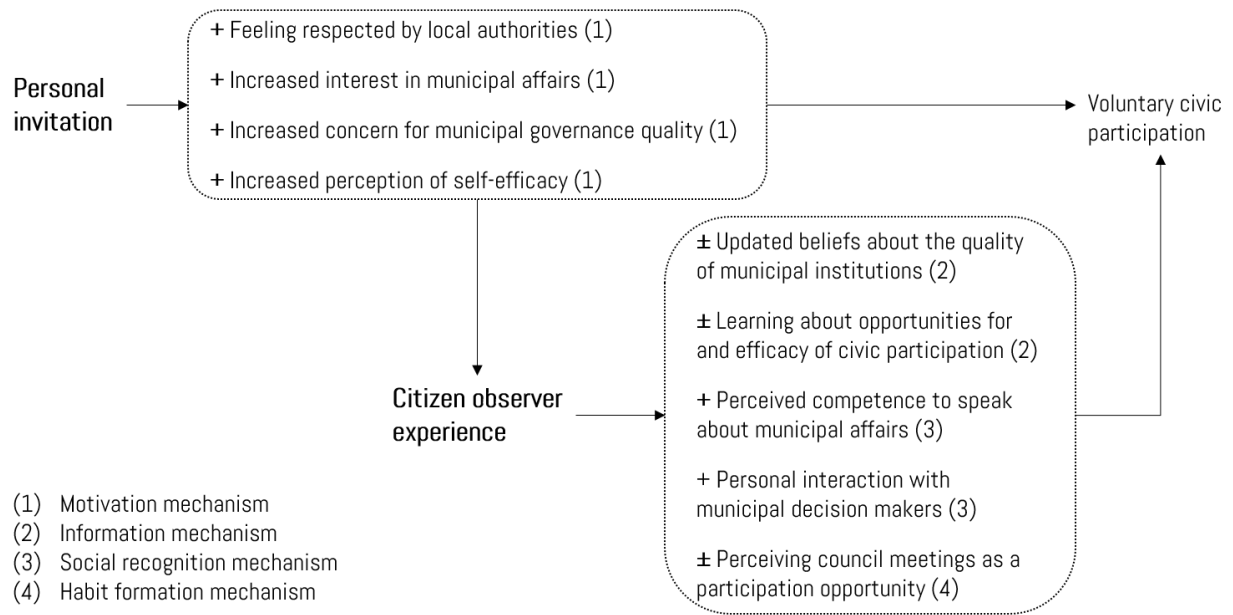 + Feeling respected by local authorities (1)
+ Increased interest in municipal affairs (1)
+ Increased concern for municipal governance quality (1)
+ Increased perception of self-efficacy (1)
Personal
invitation
Voluntary civic
participation
± Updated beliefs about the quality
of municipal institutions (2)
± Learning about opportunities for
and efficacy of civic participation (2)
+ Perceived competence to speak
about municipal affairs (3)
+ Personal interaction with
municipal decision makers (3)
± Perceiving council meetings as a
participation opportunity (4)
Citizen observer
experience
(1) Motivation mechanism
(2) Information mechanism
(3) Social recognition mechanism
(4) Habit formation mechanism